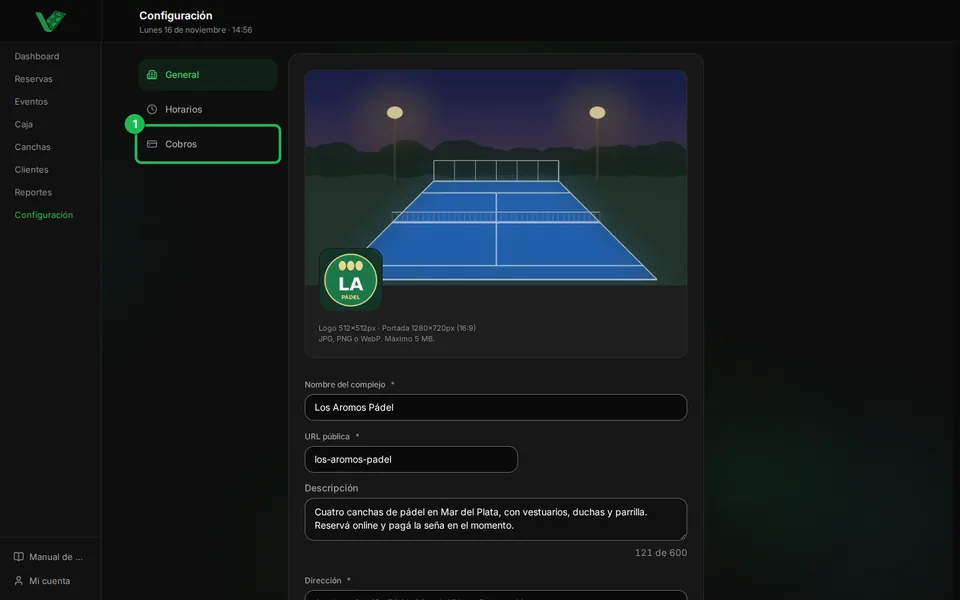 Configuración
Lunes 16 de noviembre · 14:56
Dashboard
Reservas
Eventos
Caja
Canchas
Clientes
Reportes
Configuración
Manual de ...
Mi cuenta
General
Horarios
1
Cobros
LA
PÁDEL
Logo 512×512px · Portada 1280×720px (16:9)
JPG, PNG o WebP. Máximo 5 MB.
Nombre del complejo *
Los Aromos Pádel
URL pública *
los-aromos-padel
Descripción
Cuatro canchas de pádel en Mar del Plata, con vestuarios, duchas y parrilla.
Reservá online y pagá la seña en el momento.
121 de 600
Dirección *